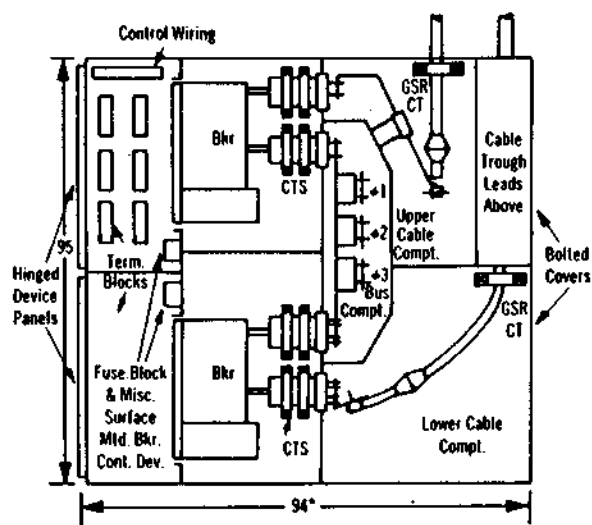 Control Wiring
GSR
CT
Bkr
Cable
Trough
Leads
Above
CTS
1
Upper
Cable
Compt.
2
95
Term.
Blocks
Hinged
Device
Panels
3
Bus
Compt.
Bolted
Covers
GSR
CT
Fuse Block
& Misc.
Surface
Mtd. Bkr.
Cont. Dev.
Bkr
CTS
Lower Cable
Compt.
94"